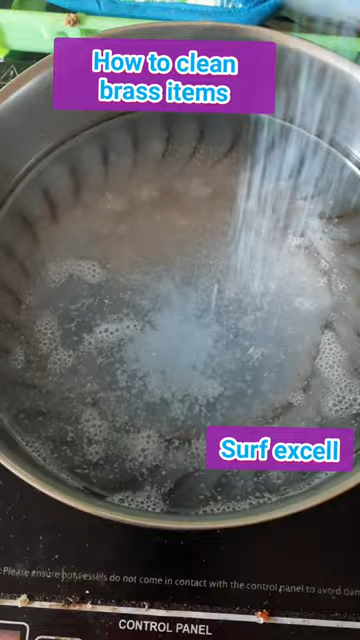 How to clean
brass items
Surf excell
Please ensure hot vessels do not come in contact with the control panel to avoid dam
CONTROL PANEL